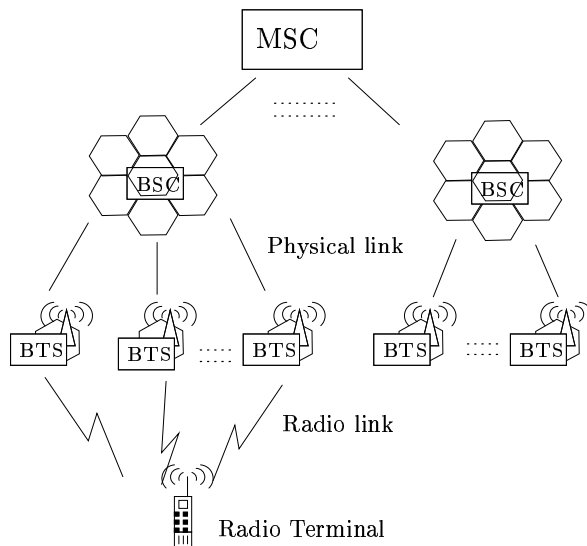 MSC
BSC
BSC
Physical link
BTS
BTS
BTS
BTS
BTS
Radio link
Radio Terminal